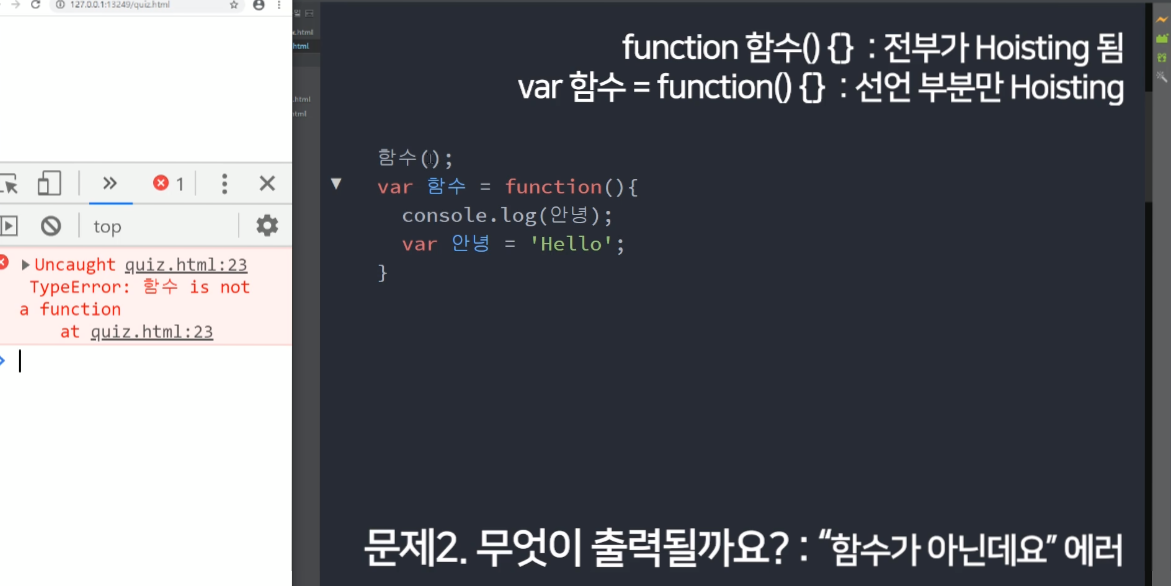 127.0.0.1:13249/quiz.html
function 함수() {} : 전부가 Hoisting 됨
var 함수 = function() {} : 선언 부분만 Hoisting
html
.html
함수();
var 함수 = function(){
console.log(안녕);
var 안녕 = 'Hello';
}
1
top
Uncaught quiz.html:23
TypeError: 함수 is not
a function
at quiz.html:23
문제2. 무엇이 출력될까요? : “함수가 아닌데요” 에러